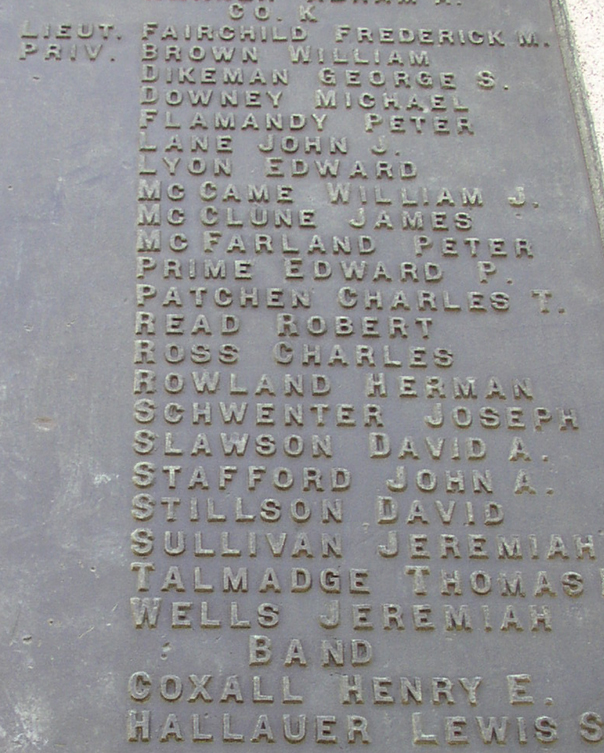 CO. K
LIEUT. FAIRCHILD FREDERICK M.
PRIV. BROWN WILLIAM
DIKEMAN GEORGE S.
DOWNEY MICHAEL
FLAMANDY PETER
LANE JOHN J.
LYON EDWARD
MCCAME WILLIAM J.
MCCLUNE JAMES
MCFARLAND PETER
PRIME EDWARD P.
PATCHEN CHARLES T.
READ ROBERT
ROSS CHARLES
ROWLAND HERMAN
SCHWENTER JOSEPH
SLAWSON DAVID A.
STAFFORD JOHN A.
STILLSON DAVID
SULLIVAN JEREMIAH
TALMADGE THOMAS
WELLS JEREMIAH
BAND
COXALL HENRY E.
HALLAUER LEWIS S